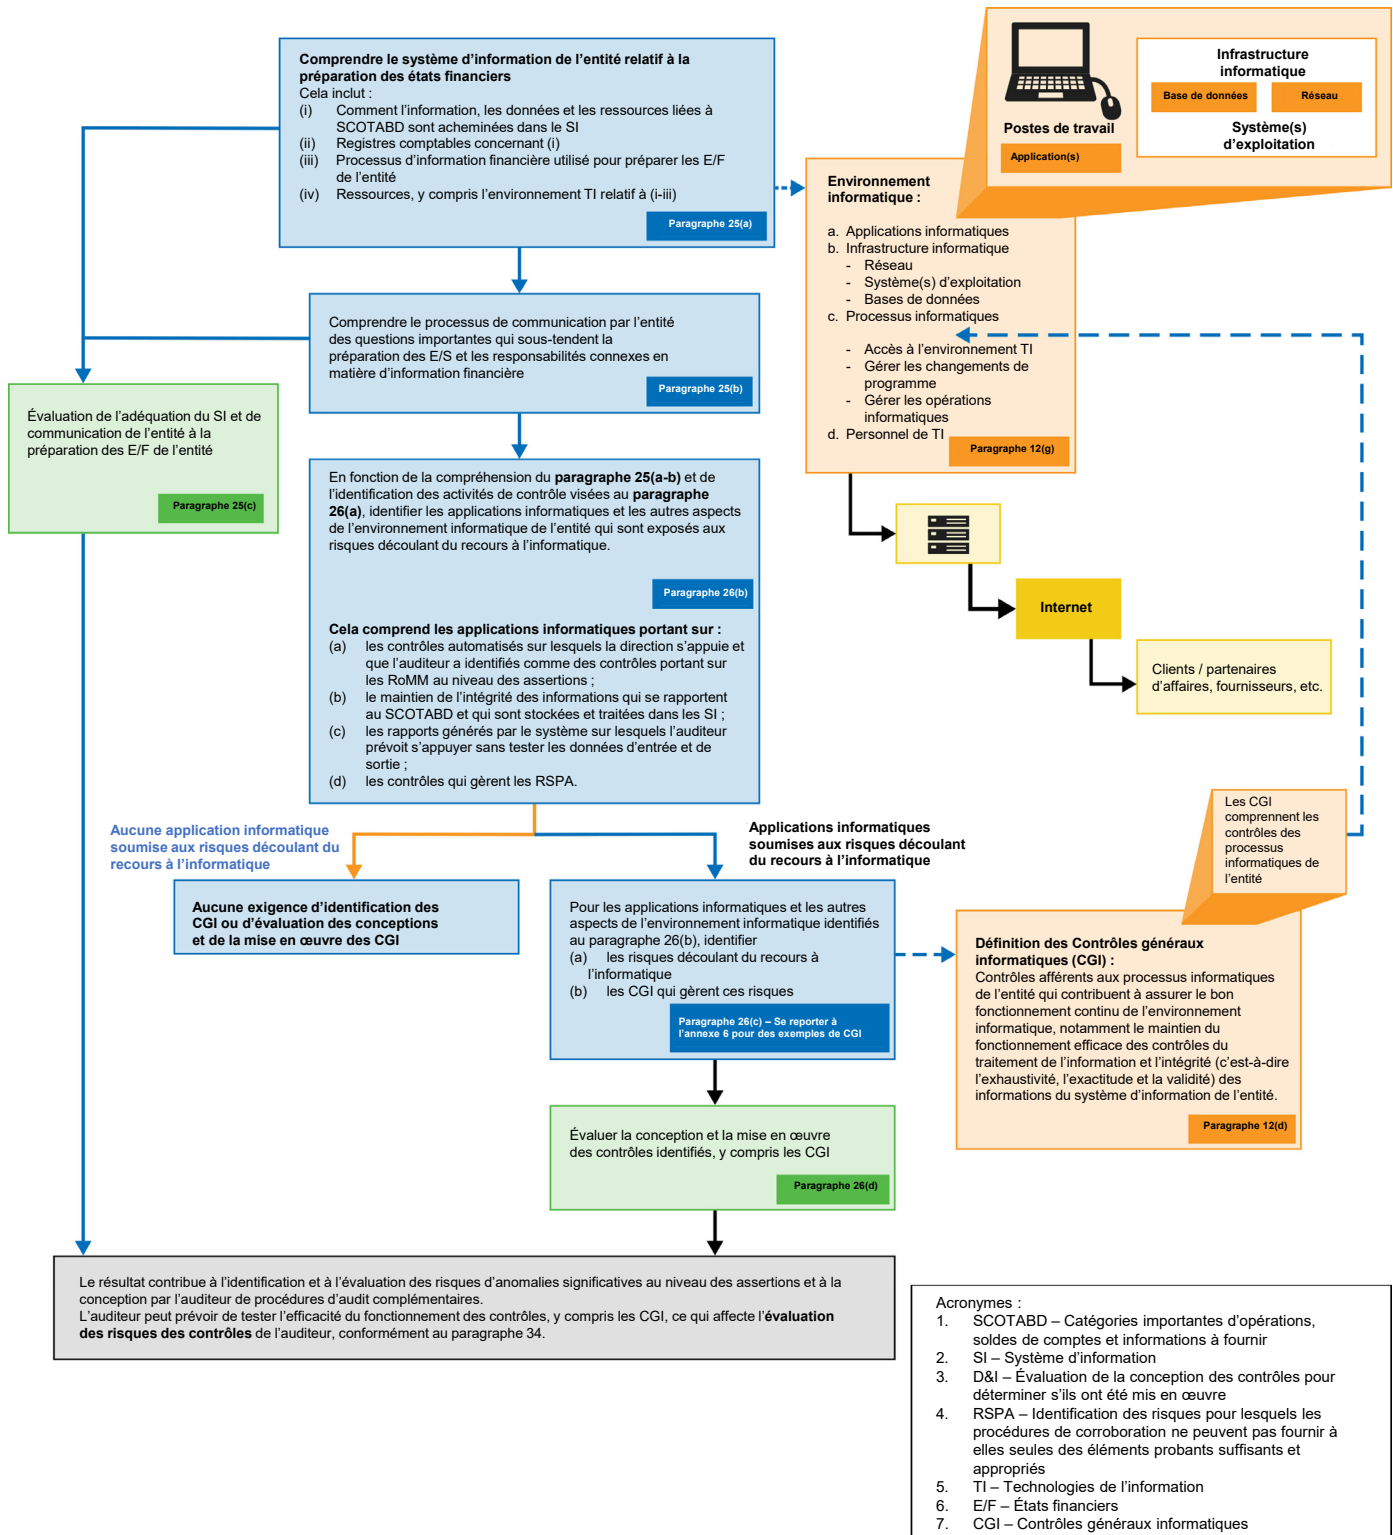 Comprendre le système d'information de l'entité relatif à la
préparation des états financiers
Cela inclut :
(i) Comment l'information, les données et les ressources liées à
SCOTABD sont acheminées dans le SI
(ii) Registres comptables concernant (i)
(iii) Processus d'information financière utilisé pour préparer les E/F
de l'entité
(iv) Ressources, y compris l'environnement TI relatif à (i-iii)
Paragraphe 25(a)
Postes de travail
Application(s)
Infrastructure
informatique
Base de données
Réseau
Système(s)
d'exploitation
Environnement
informatique :
a. Applications informatiques
b. Infrastructure informatique
- Réseau
- Système(s) d'exploitation
- Bases de données
c. Processus informatiques
- Accès à l'environnement TI
- Gérer les changements de
programme
- Gérer les opérations
informatiques
d. Personnel de TI
Paragraphe 12(g)
Comprendre le processus de communication par l'entité
des questions importantes qui sous-tendent la
préparation des E/S et les responsabilités connexes en
matière d'information financière
Paragraphe 25(b)
Évaluation de l'adéquation du SI et de
communication de l'entité à la
préparation des E/F de l'entité
Paragraphe 25(c)
En fonction de la compréhension du paragraphe 25(a-b) et de
l'identification des activités de contrôle visées au paragraphe
26(a), identifier les applications informatiques et les autres aspects
de l'environnement informatique de l'entité qui sont exposés aux
risques découlant du recours à l'informatique.
Paragraphe 26(b)
Cela comprend les applications informatiques portant sur :
(a) les contrôles automatisés sur lesquels la direction s'appuie et
que l'auditeur a identifiés comme des contrôles portant sur
les RoMM au niveau des assertions ;
(b) le maintien de l'intégrité des informations qui se rapportent
au SCOTABD et qui sont stockées et traitées dans les SI ;
(c) les rapports générés par le système sur lesquels l'auditeur
prévoit s'appuyer sans tester les données d'entrée et de
sortie ;
(d) les contrôles qui gèrent les RSPA.
Internet
Clients / partenaires
d'affaires, fournisseurs, etc.
Aucune application informatique
soumise aux risques découlant du
recours à l'informatique
Applications informatiques
soumises aux risques découlant
du recours à l'informatique
Les CGI
comprennent les
contrôles des
processus
informatiques de
l'entité
Aucune exigence d'identification des
CGI ou d'évaluation des conceptions
et de la mise en œuvre des CGI
Pour les applications informatiques et les autres
aspects de l'environnement informatique identifiés
au paragraphe 26(b), identifier
(a) les risques découlant du recours à
l'informatique
(b) les CGI qui gèrent ces risques
Paragraphe 26(c) – Se reporter à
l'annexe 6 pour des exemples de CGI
Définition des Contrôles généraux
informatiques (CGI) :
Contrôles afférents aux processus informatiques
de l'entité qui contribuent à assurer le bon
fonctionnement continu de l'environnement
informatique, notamment le maintien du
fonctionnement efficace des contrôles du
traitement de l'information et l'intégrité (c'est-à-dire
l'exhaustivité, l'exactitude et la validité) des
informations du système d'information de l'entité.
Paragraphe 12(d)
Évaluer la conception et la mise en œuvre
des contrôles identifiés, y compris les CGI
Paragraphe 26(d)
Le résultat contribue à l'identification et à l'évaluation des risques d'anomalies significatives au niveau des assertions et à la
conception par l'auditeur de procédures d'audit complémentaires.
L'auditeur peut prévoir de tester l'efficacité du fonctionnement des contrôles, y compris les CGI, ce qui affecte l'évaluation
des risques des contrôles de l'auditeur, conformément au paragraphe 34.
Acronymes :
1. SCOTABD – Catégories importantes d'opérations,
soldes de comptes et informations à fournir
2. SI – Système d'information
3. D&I – Évaluation de la conception des contrôles pour
déterminer s'ils ont été mis en œuvre
4. RSPA – Identification des risques pour lesquels les
procédures de corroboration ne peuvent pas fournir à
elles seules des éléments probants suffisants et
appropriés
5. TI – Technologies de l'information
6. E/F – États financiers
7. CGI – Contrôles généraux informatiques